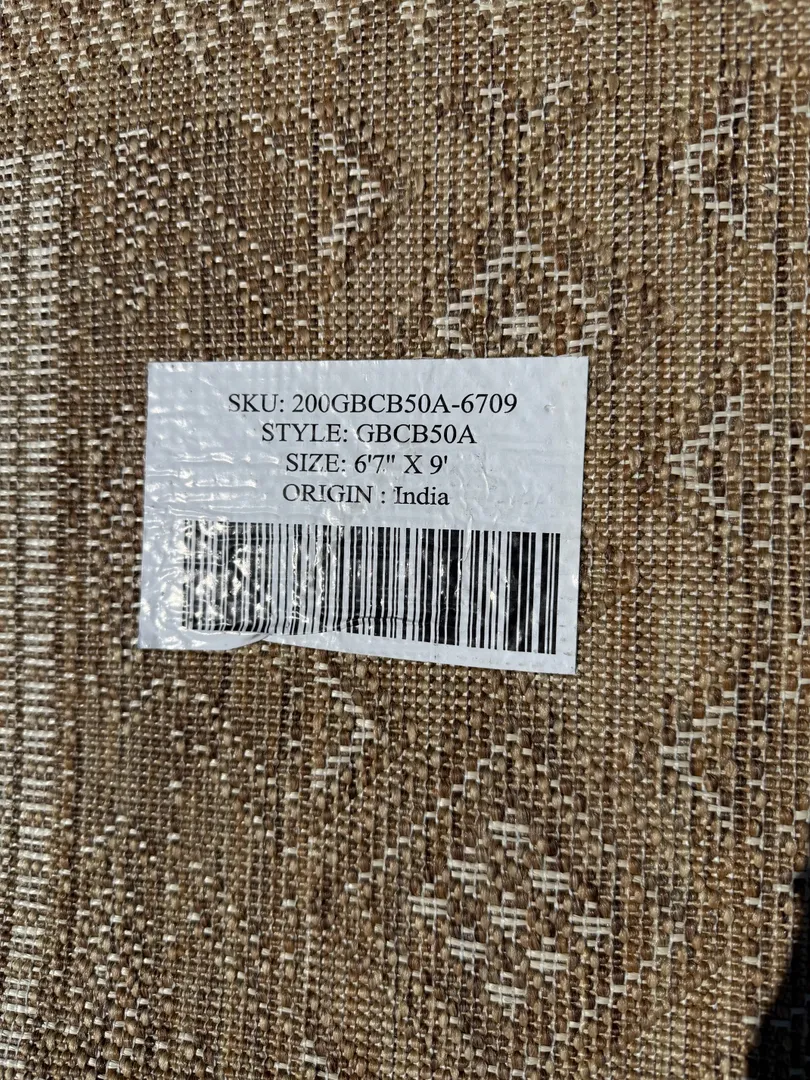 SKU: 200GBCB50A-6709
STYLE: GBCB50A
SIZE: 6'7" X 9'
ORIGIN : India